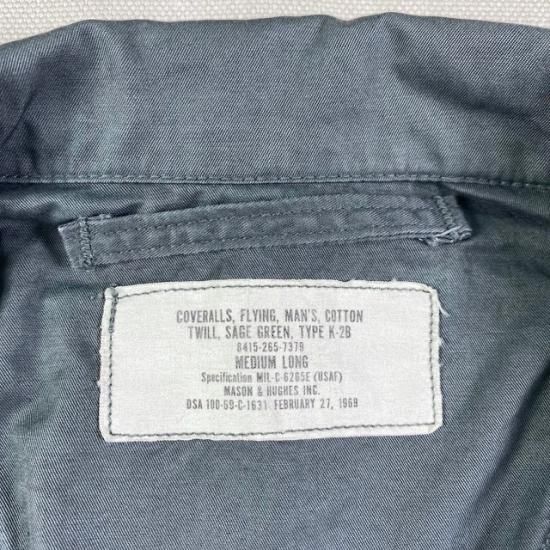 COVERALLS, FLYING, MAN'S, COTTON
TWILL, SAGE GREEN, TYPE K-2B
8415-265-7379
MEDIUM LONG
Specification MIL-C-6265E (USAF)
MASON & HUGHES INC.
DSA 100-69-C-1631 FEBRUARY 27, 1969